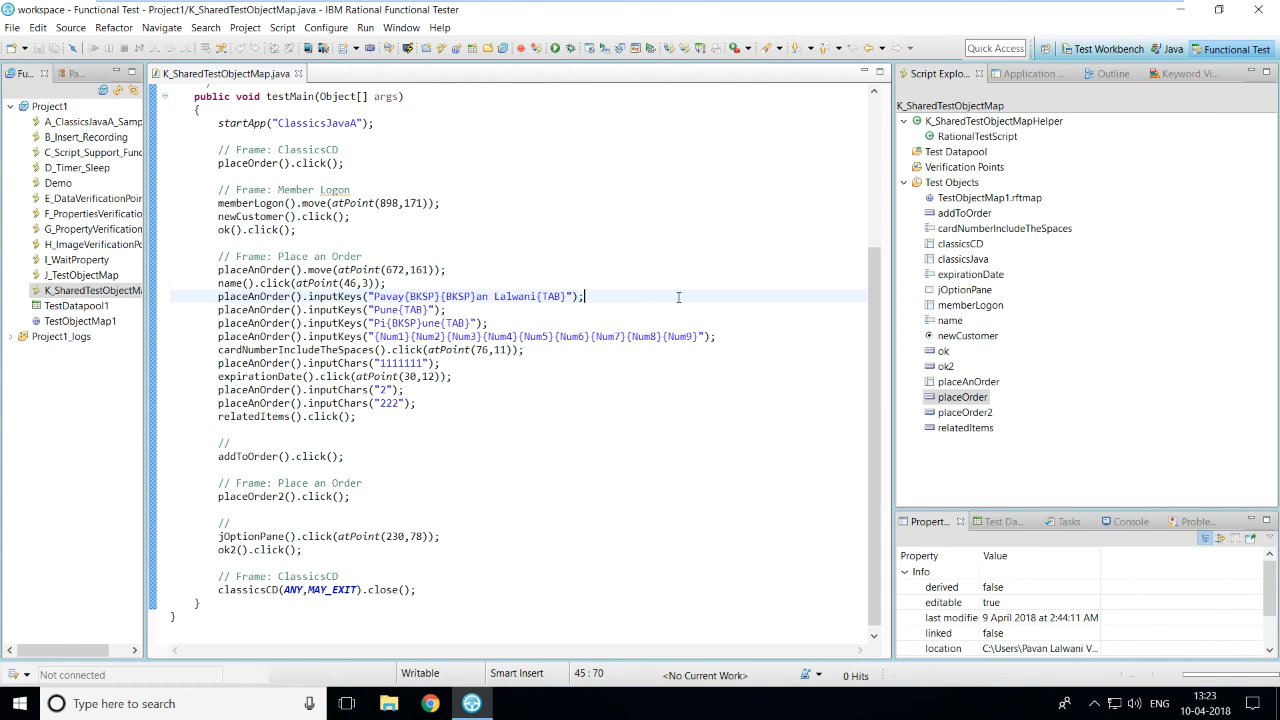 workspace - Functional Test - Project1/K_SharedTestObjectMap.java - IBM Rational Functional Tester
File Edit Source Refactor Navigate Search Project Script Configure Run Window Help
Quick Access Test Workbench Java Functional Test
Fu... Pa...
K_SharedTestObjectMap.java
Script Explo... Application ... Outline Keyword Vi...
Project1
A_ClassicsJavaA_Samp
B_Insert_Recording
C_Script_Support_Func
D_Timer_Sleep
Demo
E_DataVerificationPoint
F_PropertiesVerification
G_PropertyVerification
H_ImageVerificationPo
I_WaitProperty
J_TestObjectMap
K_SharedTestObjectMa
TestDatapool1
TestObjectMap1
Project1_logs
*/
public void testMain(Object[] args)
{
startApp("ClassicsJavaA");
// Frame: ClassicsCD
placeOrder().click();
// Frame: Member Logon
memberLogon().move(atPoint(898,171));
newCustomer().click();
ok().click();
// Frame: Place an Order
placeAnOrder().move(atPoint(672,161));
name().click(atPoint(46,3));
placeAnOrder().inputKeys("Pavay{BKSP}{BKSP}an Lalwani{TAB}");
placeAnOrder().inputKeys("Pune{TAB}");
placeAnOrder().inputKeys("Pi{BKSP}une{TAB}");
placeAnOrder().inputKeys("{Num1}{Num2}{Num3}{Num4}{Num5}{Num6}{Num7}{Num8}{Num9}");
cardNumberIncludeTheSpaces().click(atPoint(76,11));
placeAnOrder().inputChars("1111111");
expirationDate().click(atPoint(30,12));
placeAnOrder().inputChars("2");
placeAnOrder().inputChars("222");
relatedItems().click();
//
addToOrder().click();
// Frame: Place an Order
placeOrder2().click();
//
jOptionPane().click(atPoint(230,78));
ok2().click();
// Frame: ClassicsCD
classicsCD(ANY,MAY_EXIT).close();
}
}
K_SharedTestObjectMap
K_SharedTestObjectMapHelper
RationalTestScript
Test Datapool
Verification Points
Test Objects
TestObjectMap1.rftmap
addToOrder
cardNumberIncludeTheSpaces
classicsCD
classicsJava
expirationDate
jOptionPane
memberLogon
name
newCustomer
ok
ok2
placeAnOrder
placeOrder
placeOrder2
relatedItems
Propert... Test Da... Tasks Console Proble...
Property Value
Info
derived false
editable true
last modifie 9 April 2018 at 2:44:11 AM
linked false
location C:\Users\Pavan Lalwani V...
Not connected Writable Smart Insert 45 : 70 <No Current Work> 0 Hits
Type here to search
ENG
13:23
10-04-2018